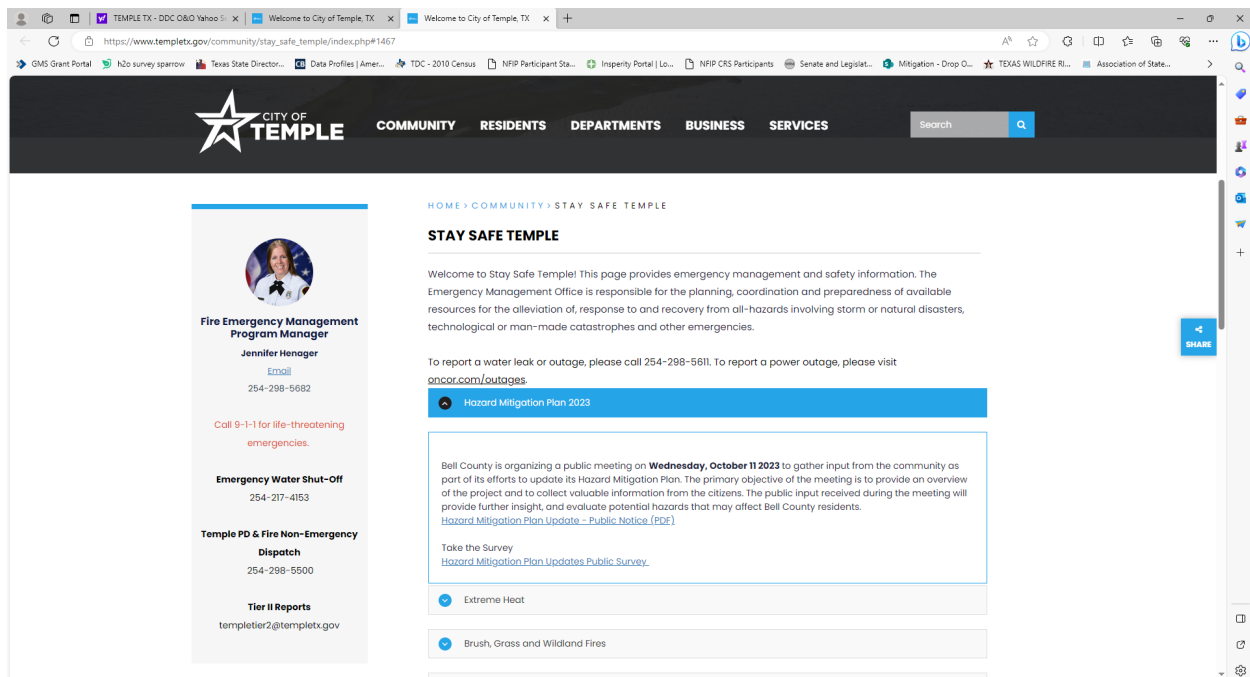 TEMPLE TX - DDC O&O Yahoo S
Welcome to City of Temple, TX
Welcome to City of Temple, TX
https://www.templetx.gov/community/stay_safe_temple/index.php#1467
GMS Grant Portal
h2o survey sparrow
Texas State Director...
Data Profiles | Amer...
TDC - 2010 Census
NFIP Participant Sta...
Insperity Portal | Lo...
NFIP CRS Participants
Senate and Legislat...
Mitigation - Drop O...
TEXAS WILDFIRE RI...
Association of State...
CITY OF
TEMPLE
COMMUNITY RESIDENTS DEPARTMENTS BUSINESS SERVICES
Search
Fire Emergency Management
Program Manager
Jennifer Henager
Email
254-298-5682
Call 9-1-1 for life-threatening
emergencies.
Emergency Water Shut-Off
254-217-4153
Temple PD & Fire Non-Emergency
Dispatch
254-298-5500
Tier II Reports
templetier2@templetx.gov
HOME > COMMUNITY > STAY SAFE TEMPLE
STAY SAFE TEMPLE
Welcome to Stay Safe Temple! This page provides emergency management and safety information. The
Emergency Management Office is responsible for the planning, coordination and preparedness of available
resources for the alleviation of, response to and recovery from all-hazards involving storm or natural disasters,
technological or man-made catastrophes and other emergencies.
To report a water leak or outage, please call 254-298-5611. To report a power outage, please visit
oncor.com/outages.
Hazard Mitigation Plan 2023
Bell County is organizing a public meeting on Wednesday, October 11 2023 to gather input from the community as
part of its efforts to update its Hazard Mitigation Plan. The primary objective of the meeting is to provide an overview
of the project and to collect valuable information from the citizens. The public input received during the meeting will
provide further insight, and evaluate potential hazards that may affect Bell County residents.
Hazard Mitigation Plan Update - Public Notice (PDF)
Take the Survey
Hazard Mitigation Plan Updates Public Survey
Extreme Heat
Brush, Grass and Wildland Fires
SHARE